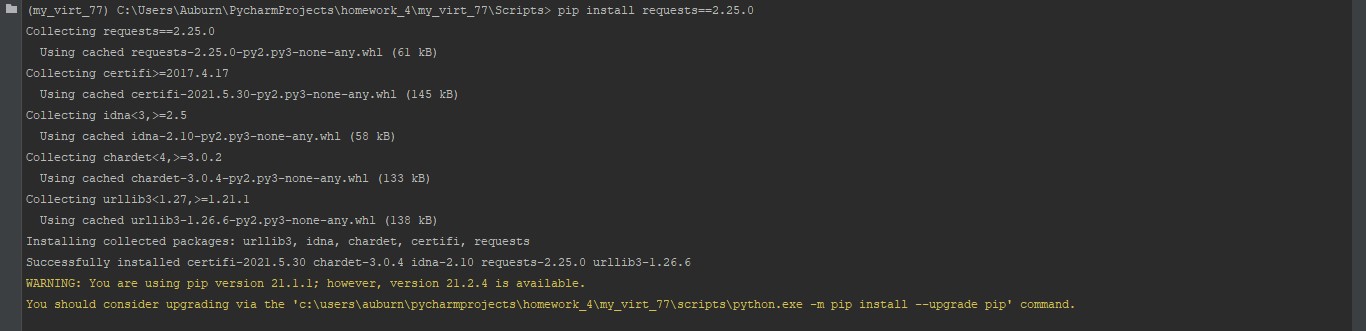 (my_virt_77) C:\Users\Auburn\PycharmProjects\homework_4\my_virt_77\Scripts> pip install requests==2.25.0
Collecting requests==2.25.0
  Using cached requests-2.25.0-py2.py3-none-any.whl (61 kB)
Collecting certifi>=2017.4.17
  Using cached certifi-2021.5.30-py2.py3-none-any.whl (145 kB)
Collecting idna<3,>=2.5
  Using cached idna-2.10-py2.py3-none-any.whl (58 kB)
Collecting chardet<4,>=3.0.2
  Using cached chardet-3.0.4-py2.py3-none-any.whl (133 kB)
Collecting urllib3<1.27,>=1.21.1
  Using cached urllib3-1.26.6-py2.py3-none-any.whl (138 kB)
Installing collected packages: urllib3, idna, chardet, certifi, requests
Successfully installed certifi-2021.5.30 chardet-3.0.4 idna-2.10 requests-2.25.0 urllib3-1.26.6
WARNING: You are using pip version 21.1.1; however, version 21.2.4 is available.
You should consider upgrading via the 'c:\users\auburn\pycharmprojects\homework_4\my_virt_77\scripts\python.exe -m pip install --upgrade pip' command.